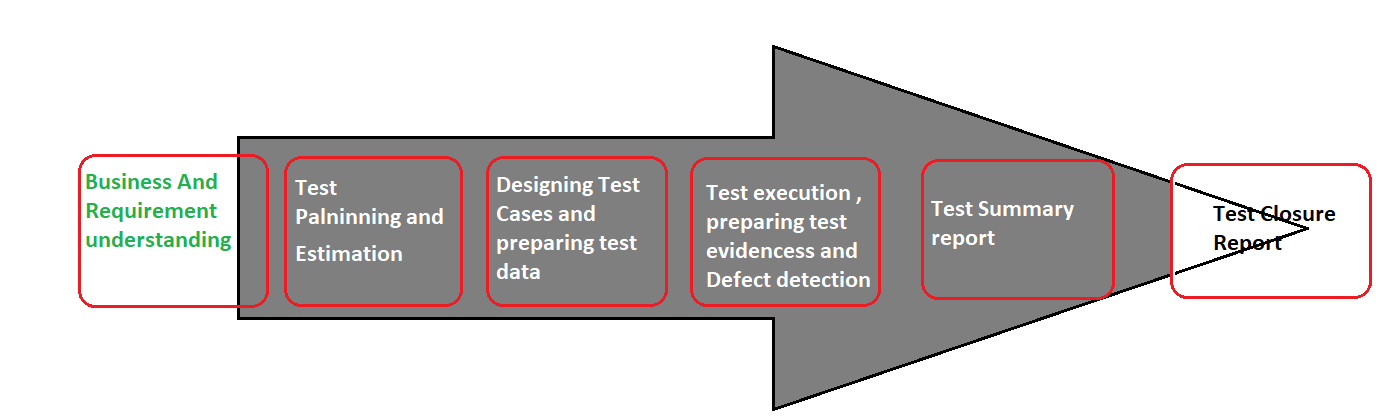 Business And
Requirement
understanding
Test
Palninning and
Estimation
Designing Test
Cases and
preparing test
data
Test execution ,
preparing test
evidencess and
Defect detection
Test Summary
report
Test Closure
Report